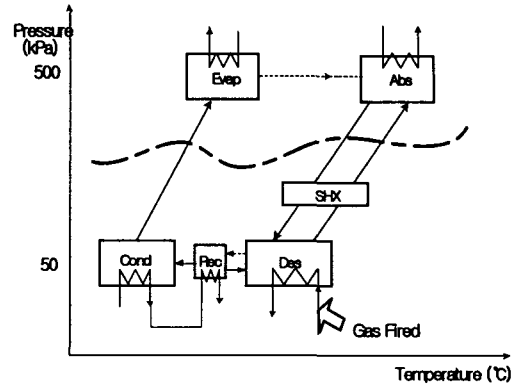 Pressure
(kPa)
500
Evap
Abs
SHX
50
Cond
Rec
Des
Gas Fired
Temperature (℃)